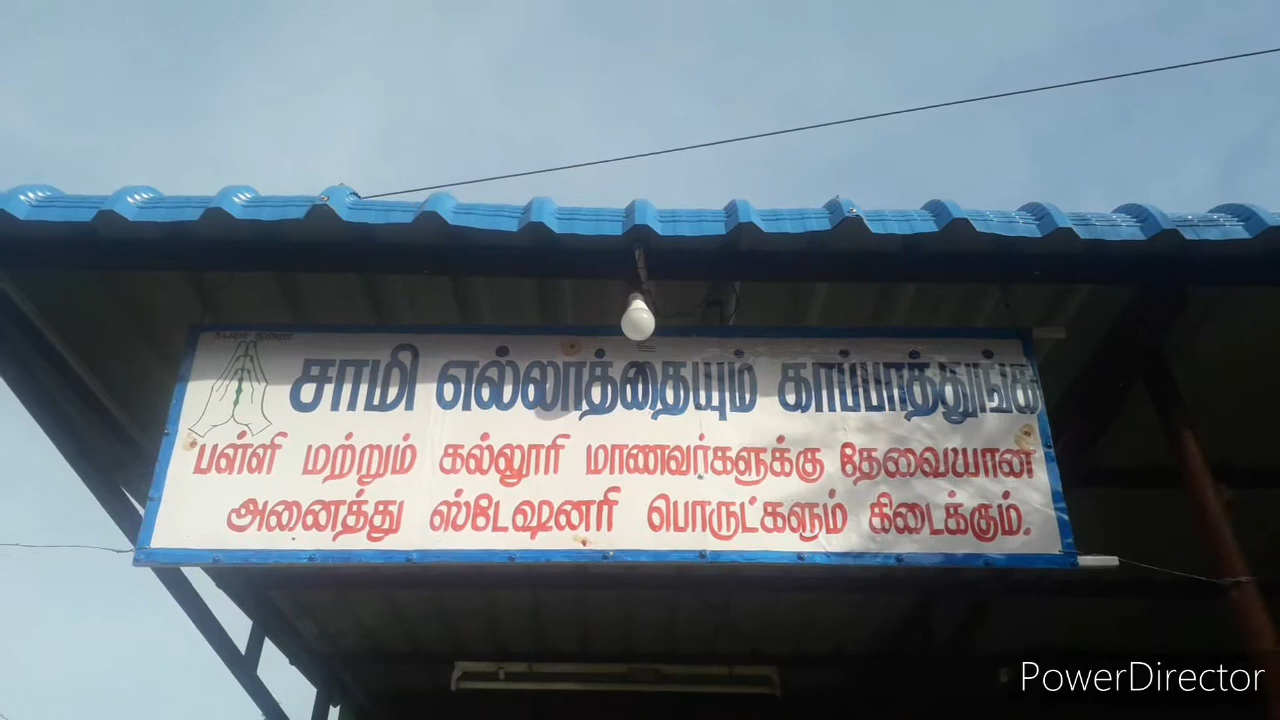 சாமி எல்லாத்தையும் காப்பாத்துங்க
பள்ளி மற்றும் கல்லூரி மாணவர்களுக்கு தேவையான
அனைத்து ஸ்டேஷனரி பொருட்களும் கிடைக்கும்.
PowerDirector